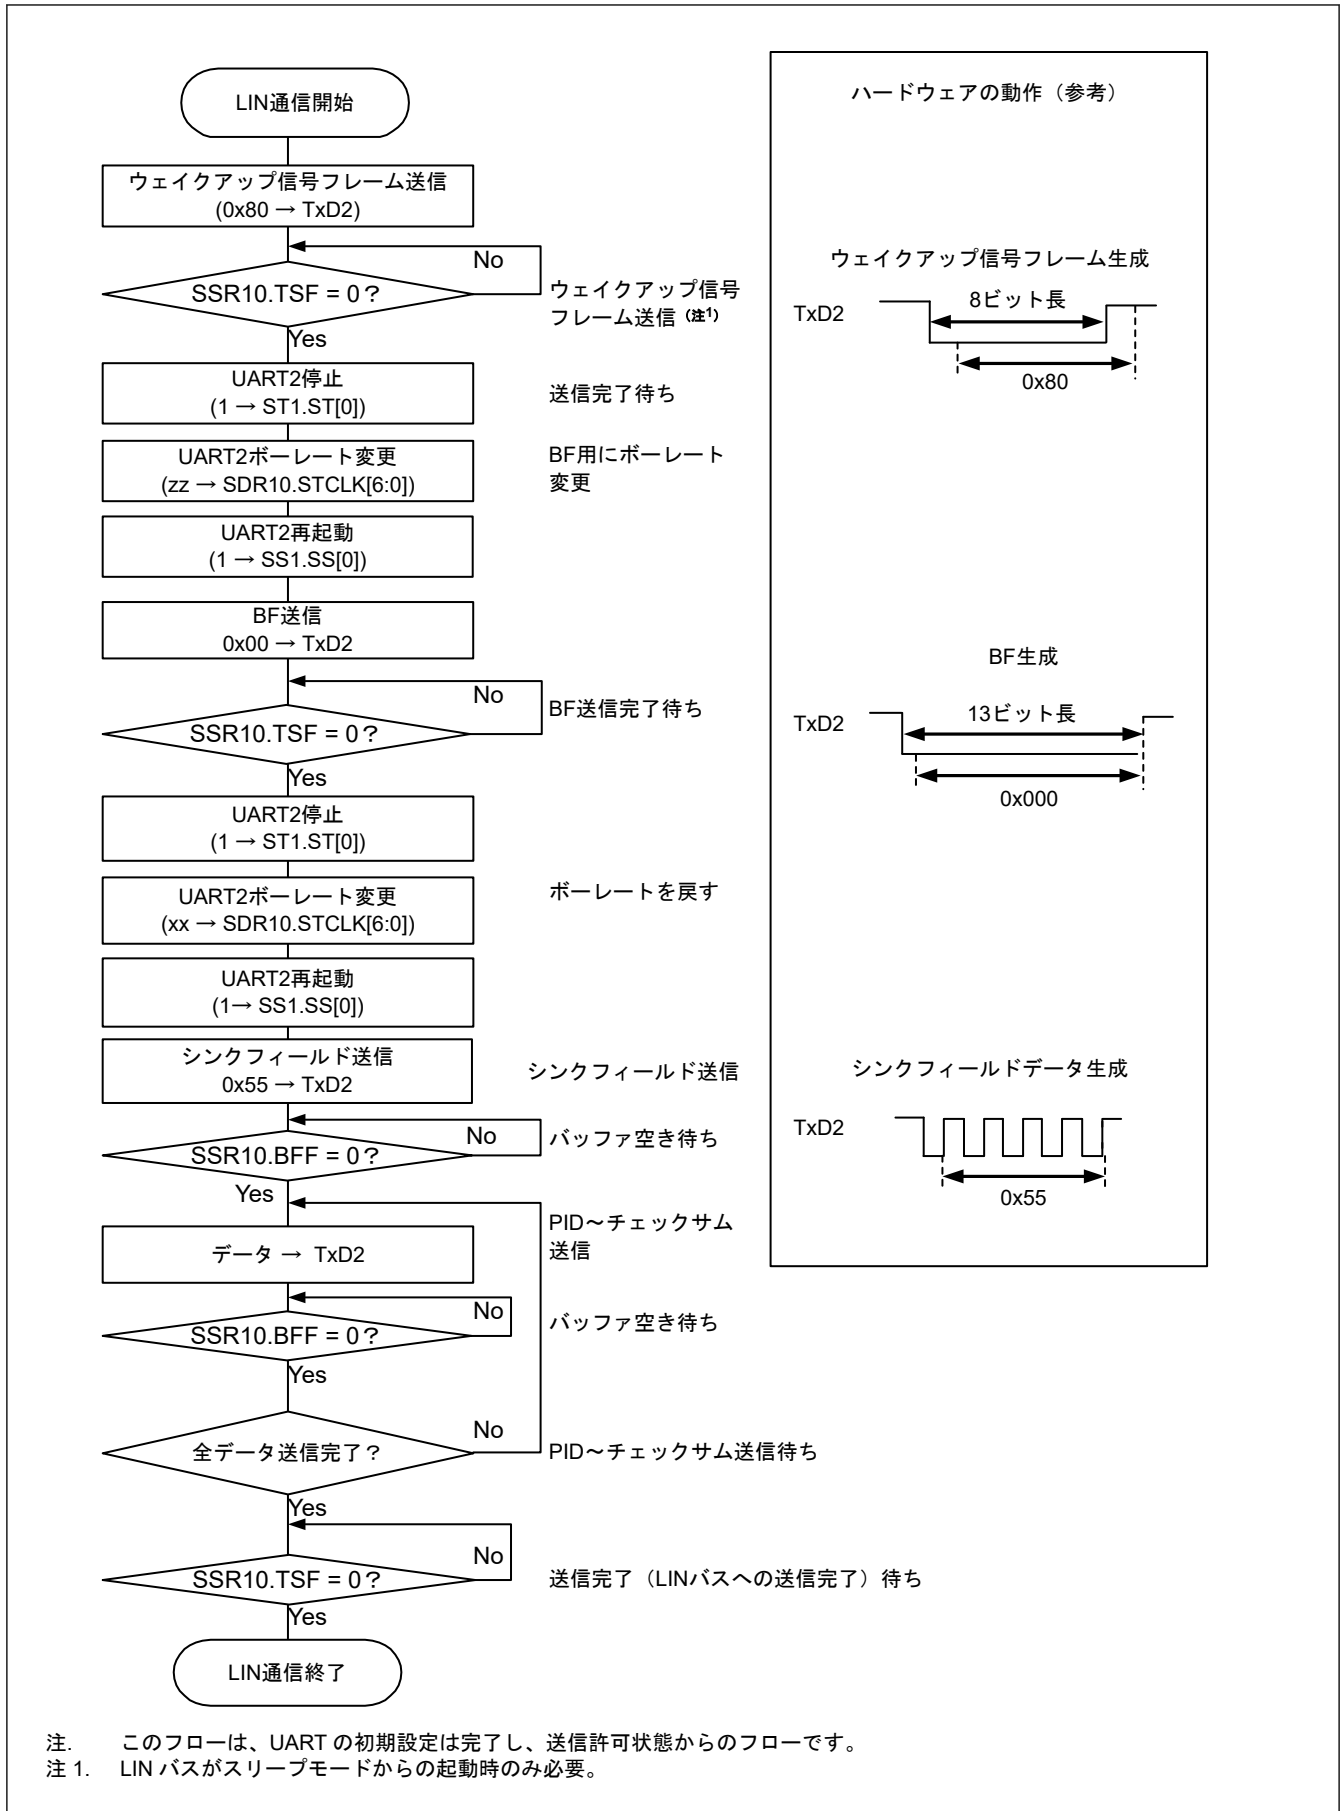 LIN通信開始
ウェイクアップ信号フレーム送信
(0x80 → TxD2)
No
SSR10.TSF = 0？
ウェイクアップ信号
フレーム送信（注1）
Yes
UART2停止
(1 → ST1.ST[0])
送信完了待ち
UART2ボーレート変更
(zz → SDR10.STCLK[6:0])
BF用にボーレート
変更
UART2再起動
(1 → SS1.SS[0])
BF送信
0x00 → TxD2
No
SSR10.TSF = 0？
BF送信完了待ち
Yes
UART2停止
(1 → ST1.ST[0])
UART2ボーレート変更
(xx → SDR10.STCLK[6:0])
ボーレートを戻す
UART2再起動
(1→ SS1.SS[0])
シンクフィールド送信
0x55 → TxD2
シンクフィールド送信
No
SSR10.BFF = 0？
バッファ空き待ち
Yes
PID～チェックサム
送信
データ → TxD2
No
SSR10.BFF = 0？
バッファ空き待ち
Yes
No
全データ送信完了？
PID～チェックサム送信待ち
Yes
No
SSR10.TSF = 0？
送信完了（LINバスへの送信完了）待ち
Yes
LIN通信終了
ハードウェアの動作（参考）
ウェイクアップ信号フレーム生成
TxD2
8ビット長
0x80
BF生成
TxD2
13ビット長
0x000
シンクフィールドデータ生成
TxD2
0x55
注. このフローは、UART の初期設定は完了し、送信許可状態からのフローです。
注 1. LIN バスがスリープモードからの起動時のみ必要。